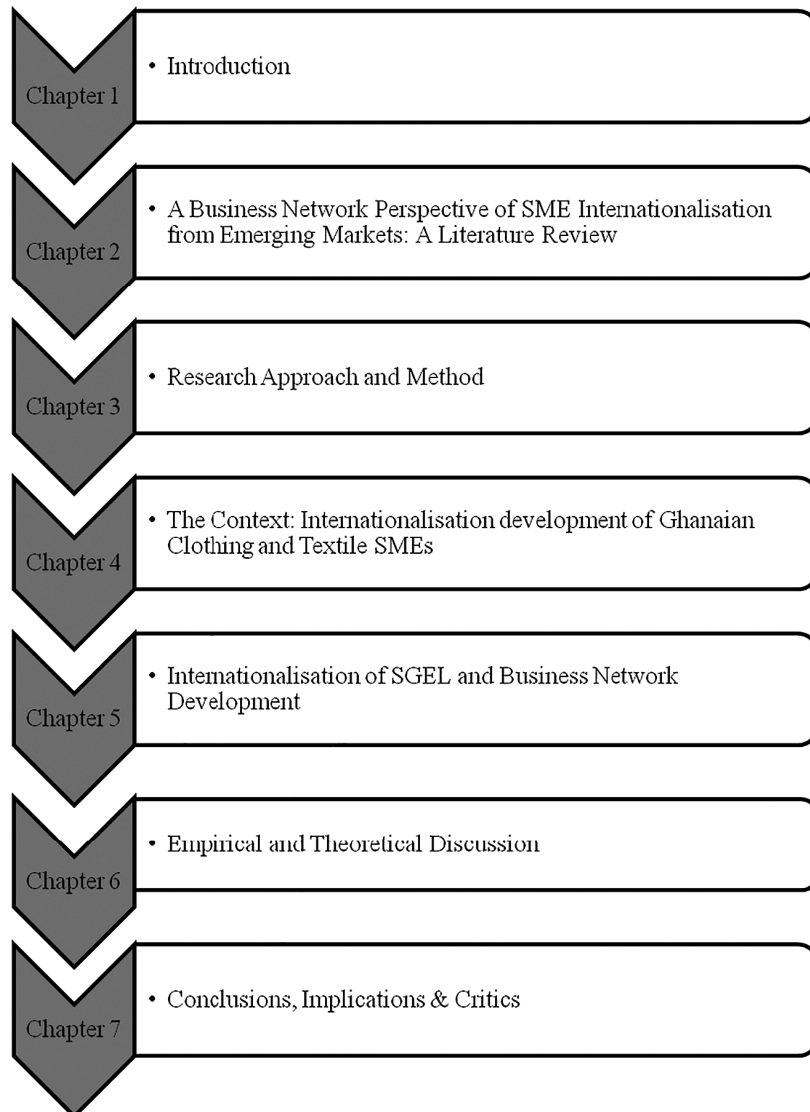 Chapter 1
• Introduction
Chapter 2
• A Business Network Perspective of SME Internationalisation
from Emerging Markets: A Literature Review
Chapter 3
• Research Approach and Method
Chapter 4
• The Context: Internationalisation development of Ghanaian
Clothing and Textile SMEs
Chapter 5
• Internationalisation of SGEL and Business Network
Development
Chapter 6
• Empirical and Theoretical Discussion
Chapter 7
• Conclusions, Implications & Critics